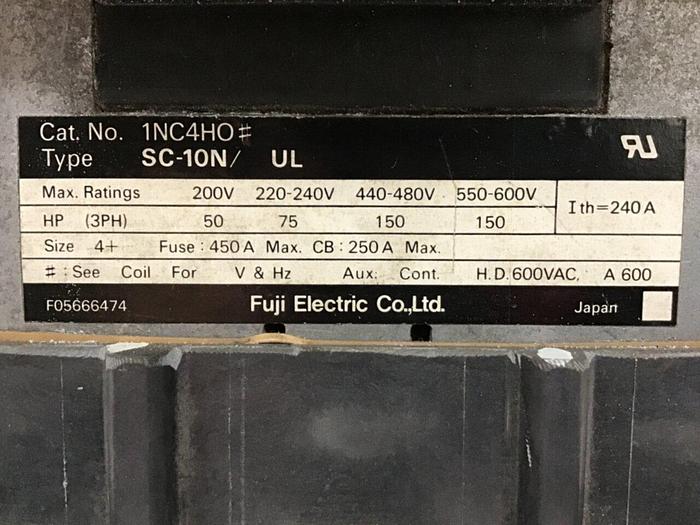 Cat. No. 1NC4HO#
Type SC-10N/ UL
Max. Ratings 200V 220-240V 440-480V 550-600V Ith=240A
HP (3PH) 50 75 150 150
Size 4+ Fuse: 450A Max. CB: 250A Max.
#: See Coil For V & Hz Aux. Cont. H.D. 600VAC, A600
F05666474 Fuji Electric Co.,Ltd. Japan